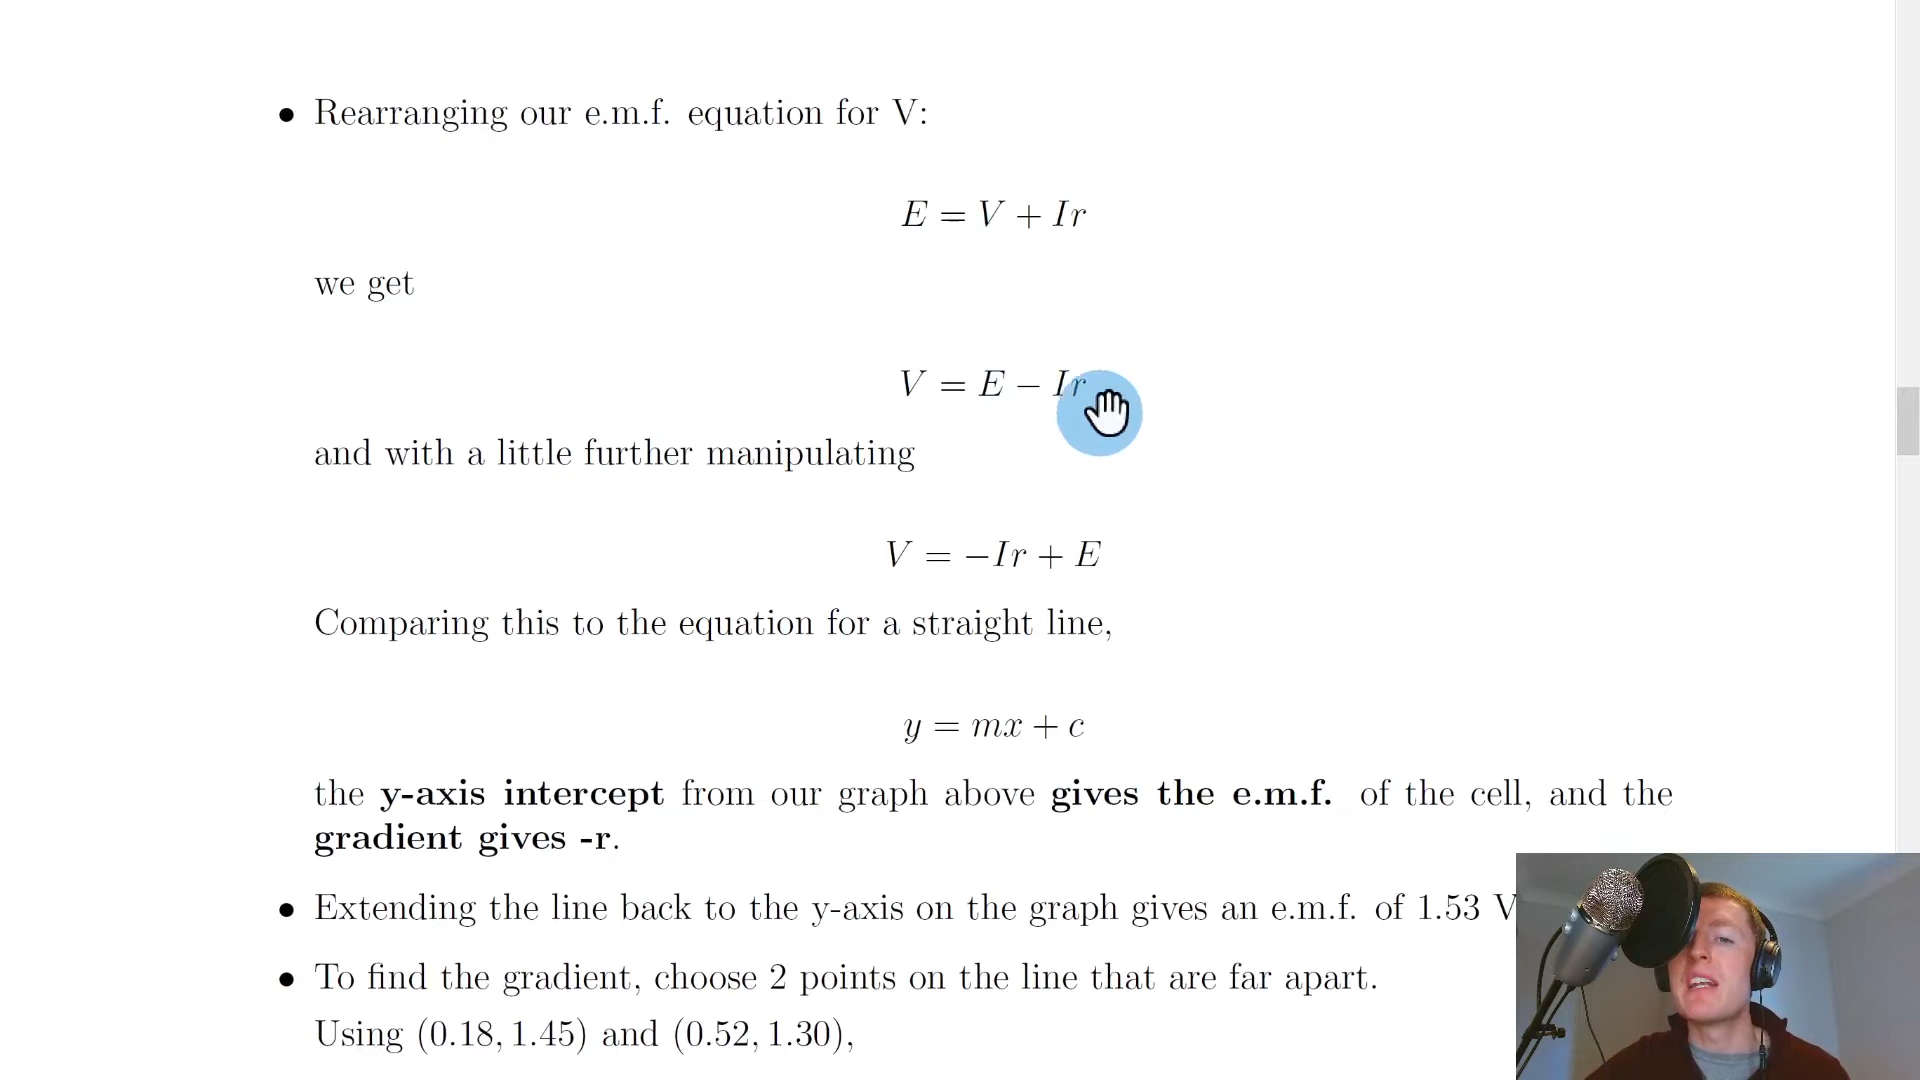 • Rearranging our e.m.f. equation for V:
E = V + Ir
we get
V = E − Ir
and with a little further manipulating
V = −Ir + E
Comparing this to the equation for a straight line,
y = mx + c
the y-axis intercept from our graph above gives the e.m.f. of the cell, and the
gradient gives -r.
• Extending the line back to the y-axis on the graph gives an e.m.f. of 1.53 V
• To find the gradient, choose 2 points on the line that are far apart.
Using (0.18, 1.45) and (0.52, 1.30),